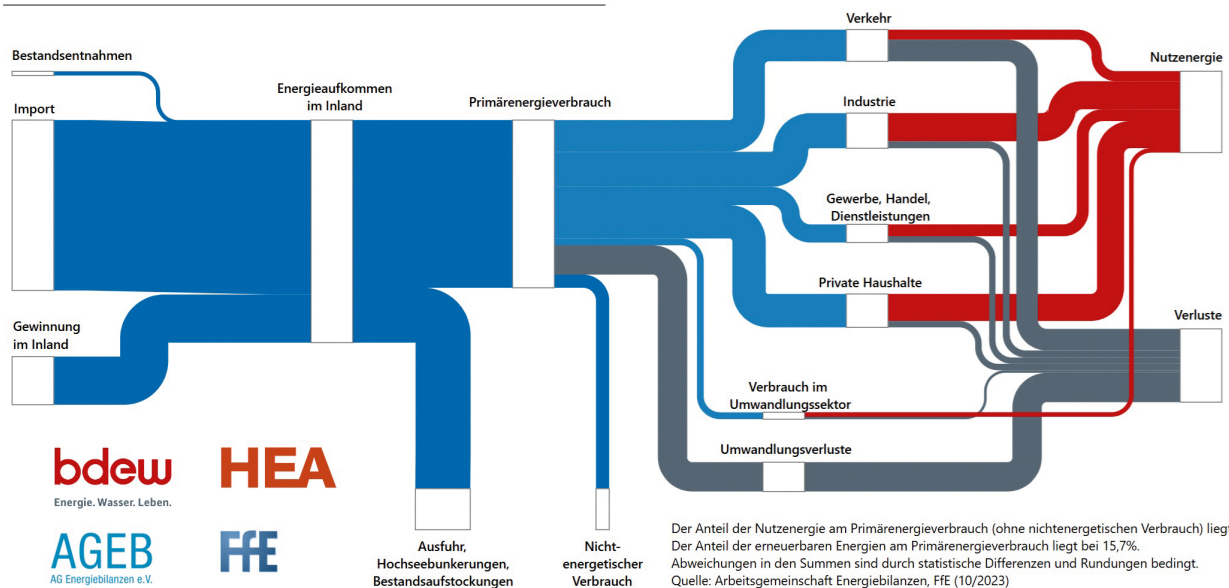 Bestandsentnahmen
Import
Gewinnung
im Inland
Energieaufkommen
im Inland
Primärenergieverbrauch
Verkehr
Industrie
Gewerbe, Handel,
Dienstleistungen
Private Haushalte
Verbrauch im
Umwandlungssektor
Umwandlungsverluste
Nutzenergie
Verluste
Ausfuhr,
Hochseebunkerungen,
Bestandsaufstockungen
Nicht-
energetischer
Verbrauch
bdew
Energie. Wasser. Leben.
HEA
AGEB
AG Energiebilanzen e.V.
FfE
Der Anteil der Nutzenergie am Primärenergieverbrauch (ohne nichtenergetischen Verbrauch) liegt
Der Anteil der erneuerbaren Energien am Primärenergieverbrauch liegt bei 15,7%.
Abweichungen in den Summen sind durch statistische Differenzen und Rundungen bedingt.
Quelle: Arbeitsgemeinschaft Energiebilanzen, FfE (10/2023)